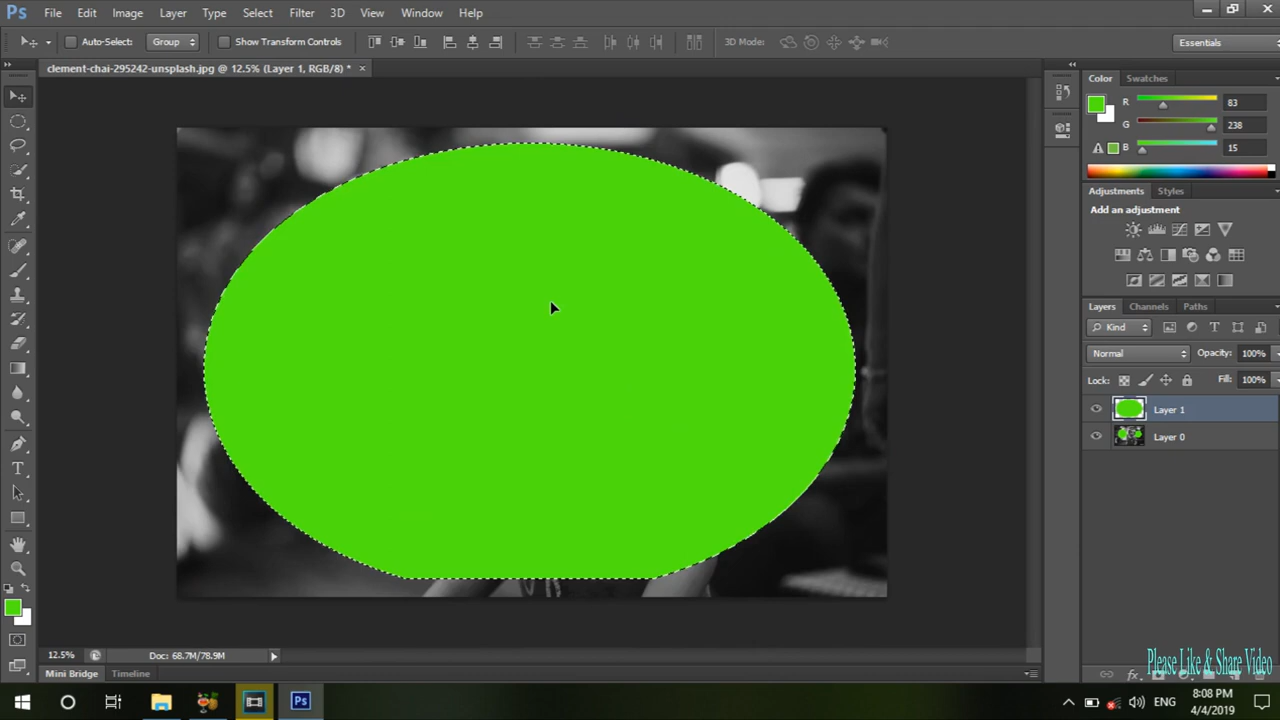 Ps File Edit Image Layer Type Select Filter 3D View Window Help
Auto-Select: Group Show Transform Controls 3D Mode: Essentials
clement-chai-295242-unsplash.jpg @ 12.5% (Layer 1, RGB/8) * ×
Color Swatches
R 83
G 238
B 15
Adjustments Styles
Add an adjustment
Layers Channels Paths
Kind
Normal Opacity: 100%
Lock: Fill: 100%
Layer 1
Layer 0
12.5% Doc: 68.7M/78.9M
Please Like & Share Video
Mini Bridge Timeline
Ps ENG 8:08 PM
4/4/2019